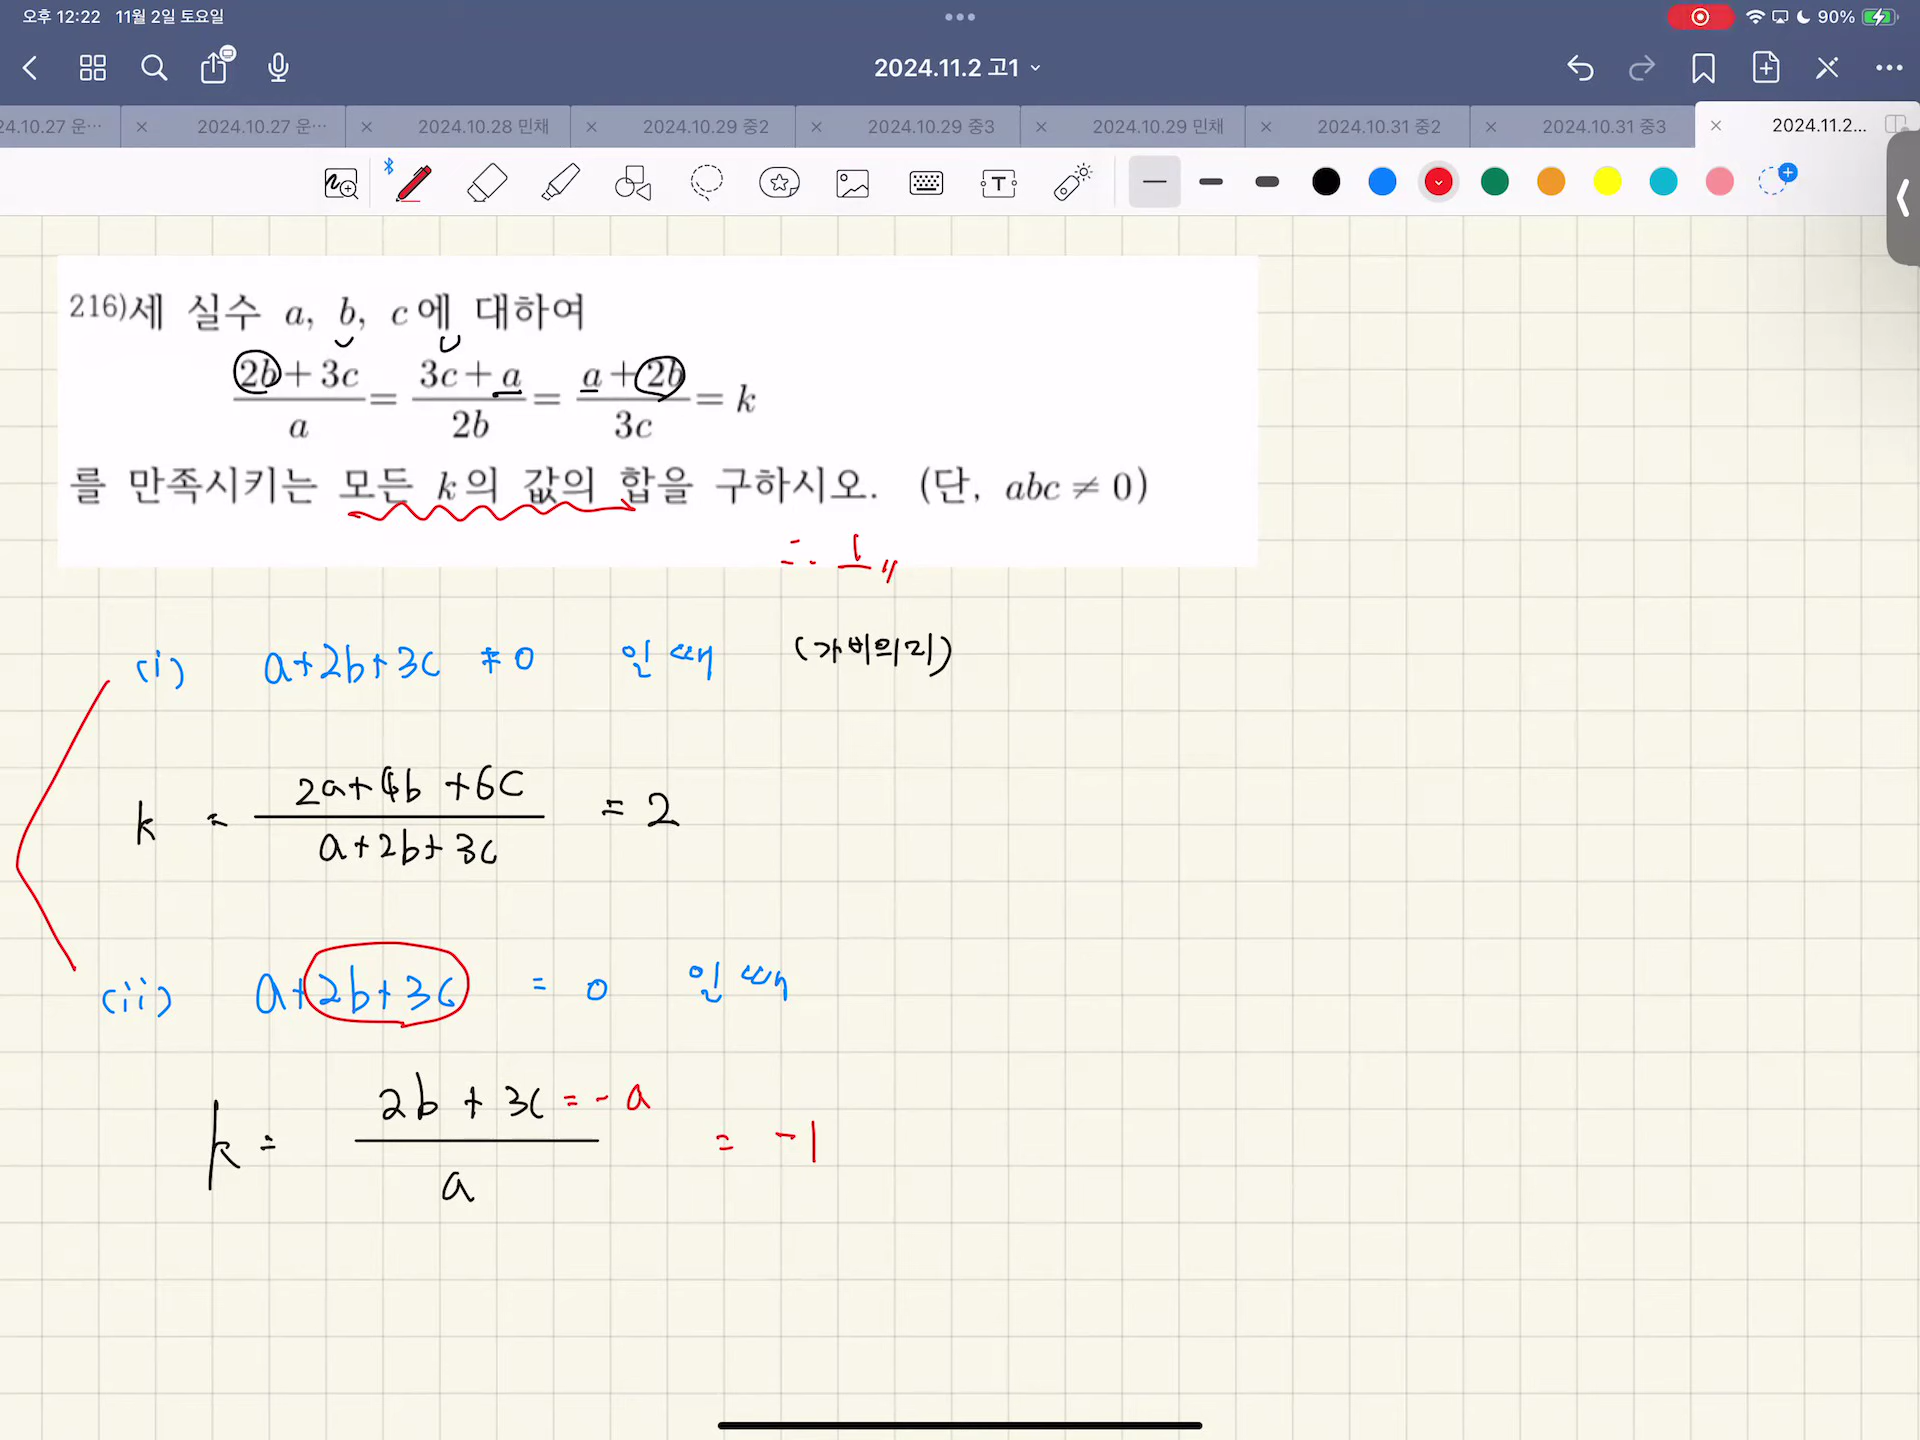 오후 12:22 11월 2일 토요일
90%
2024.11.2 고1
24.10.27 운… 2024.10.27 운… 2024.10.28 민채 2024.10.29 중2 2024.10.29 중3 2024.10.29 민채 2024.10.31 중2 2024.10.31 중3 2024.11.2...
216)세 실수 a, b, c에 대하여
(2b+3c)/a = (3c+a)/2b = (a+2b)/3c = k
를 만족시키는 모든 k의 값의 합을 구하시오. (단, abc ≠ 0)
∴ 1
(i) a+2b+3c ≠ 0 인 때 (가비의리)
k = (2a+4b+6c)/(a+2b+3c) = 2
(ii) a+2b+3c = 0 인 때
k = (2b+3c = -a)/a = -1